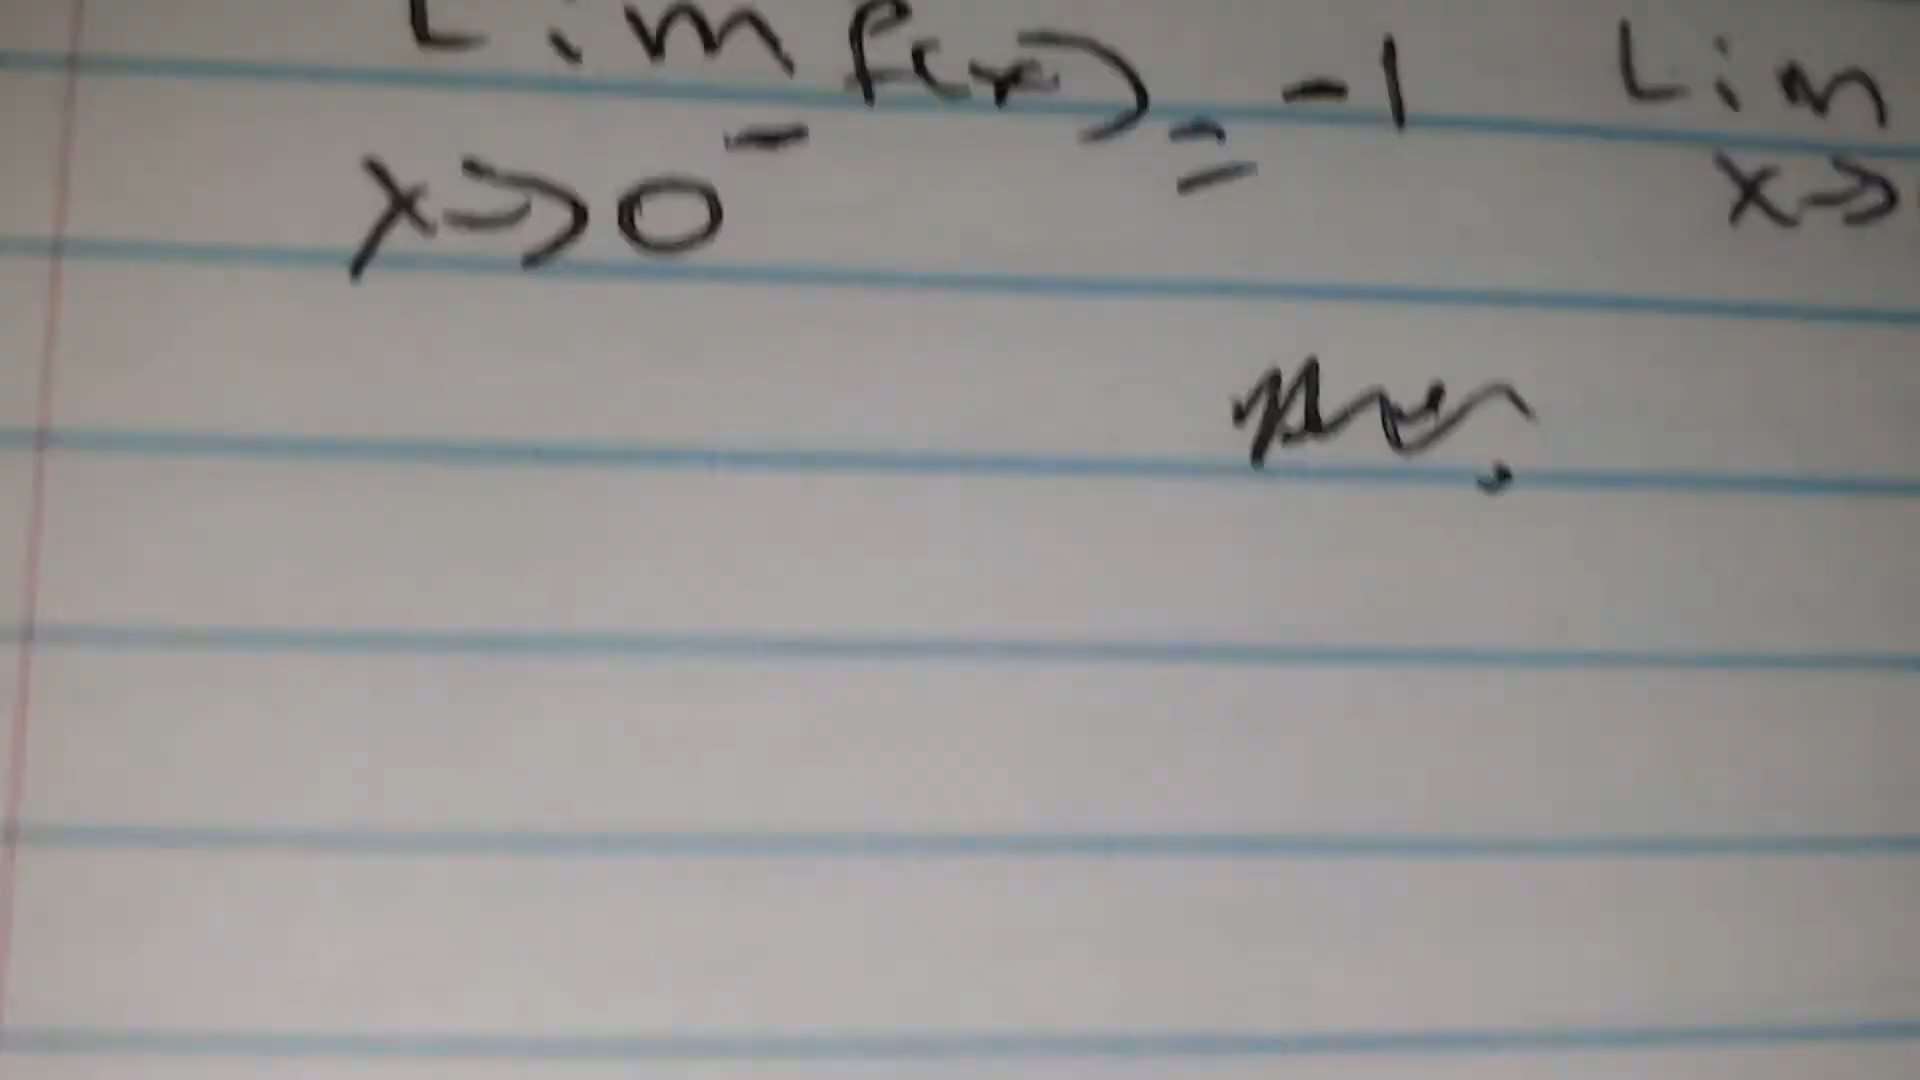 Lim f(x) = -1 Lim
x→0⁻ x→